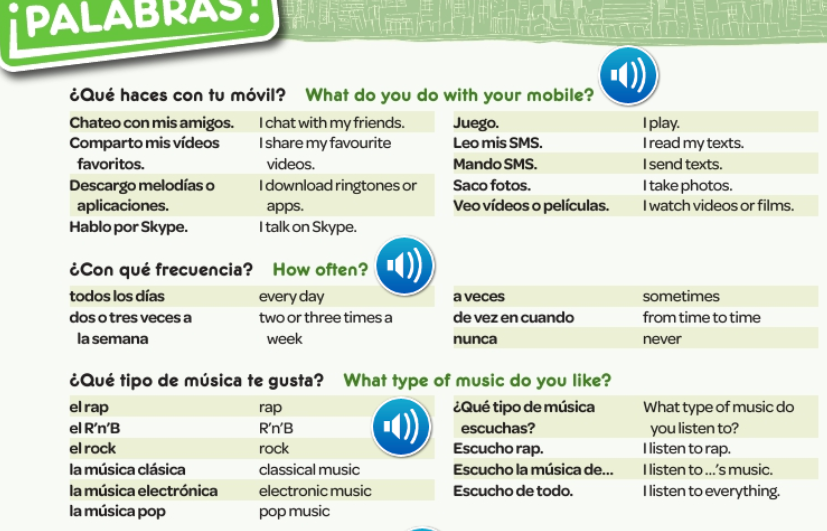 ¡PALABRAS!
¿Qué haces con tu móvil? What do you do with your mobile?
Chateo con mis amigos. I chat with my friends.
Comparto mis vídeos I share my favourite
favoritos. videos.
Descargo melodías o I download ringtones or
aplicaciones. apps.
Hablo por Skype. I talk on Skype.
Juego. I play.
Leo mis SMS. I read my texts.
Mando SMS. I send texts.
Saco fotos. I take photos.
Veo vídeos o películas. I watch videos or films.
¿Con qué frecuencia? How often?
todos los días every day
dos o tres veces a two or three times a
la semana week
a veces sometimes
de vez en cuando from time to time
nunca never
¿Qué tipo de música te gusta? What type of music do you like?
el rap rap
el R'n'B R'n'B
el rock rock
la música clásica classical music
la música electrónica electronic music
la música pop pop music
¿Qué tipo de música What type of music do
escuchas? you listen to?
Escucho rap. I listen to rap.
Escucho la música de... I listen to ...'s music.
Escucho de todo. I listen to everything.